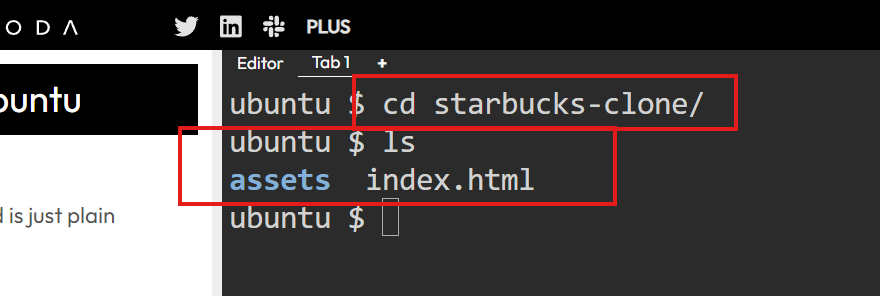 ODA PLUS
Editor Tab 1 +
buntu
ubuntu $ cd starbucks-clone/
ubuntu $ ls
assets index.html
d is just plain
ubuntu $